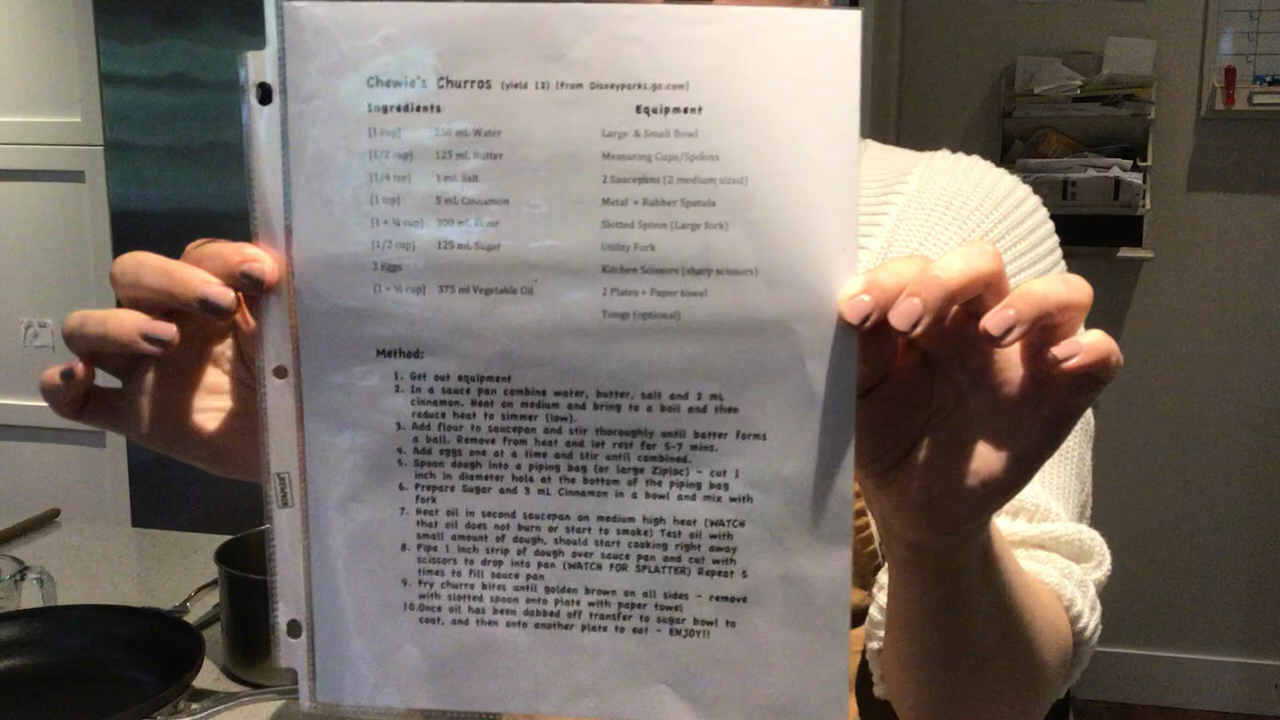 Chewie's Churros (yield 12) (from Disneyparks.go.com)
Ingredients Equipment
[1 cup] 250 mL Water Large & Small Bowl
[1/2 cup] 125 mL Butter Measuring Cups/Spoons
[1/4 tsp] 1 mL Salt 2 Saucepans (2 medium sized)
[1 tsp] 5 mL Cinnamon Metal + Rubber Spatula
[1 + ¼ cup] 300 mL Flour Slotted Spoon (Large fork)
[1/2 cup] 125 mL Sugar Utility Fork
3 Eggs Kitchen Scissors (sharp scissors)
[1 + ½ cup] 375 ml Vegetable Oil 2 Plates + Paper towel
Tongs (optional)
Method:
1. Get out equipment
2. In a sauce pan combine water, butter, salt and 2 mL
cinnamon. Heat on medium and bring to a boil and then
reduce heat to simmer (low).
3. Add flour to saucepan and stir thoroughly until batter forms
a ball. Remove from heat and let rest for 5-7 mins.
4. Add eggs one at a time and stir until combined.
5. Spoon dough into a piping bag (or large Ziploc) - cut 1
inch in diameter hole at the bottom of the piping bag
6. Prepare Sugar and 3 mL Cinnamon in a bowl and mix with
fork
7. Heat oil in second saucepan on medium high heat (WATCH
that oil does not burn or start to smoke) Test oil with
small amount of dough, should start cooking right away
8. Pipe 1 inch strip of dough over sauce pan and cut with
scissors to drop into pan (WATCH FOR SPLATTER) Repeat 5
times to fill sauce pan
9. Fry churro bites until golden brown on all sides - remove
with slotted spoon onto plate with paper towel
10.Once oil has been dabbed off transfer to sugar bowl to
coat, and then onto another plate to eat - ENJOY!!
STAPLES